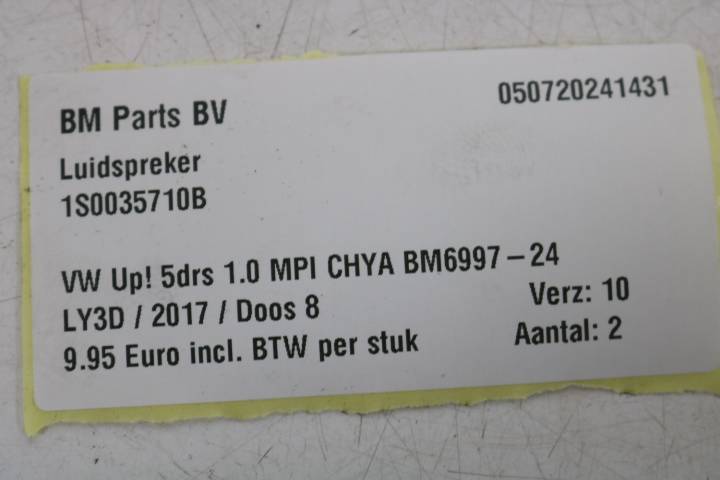 BM Parts BV
050720241431
Luidspreker
1S0035710B
VW Up! 5drs 1.0 MPI CHYA BM6997-24
LY3D / 2017 / Doos 8
Verz: 10
9.95 Euro incl. BTW per stuk
Aantal: 2